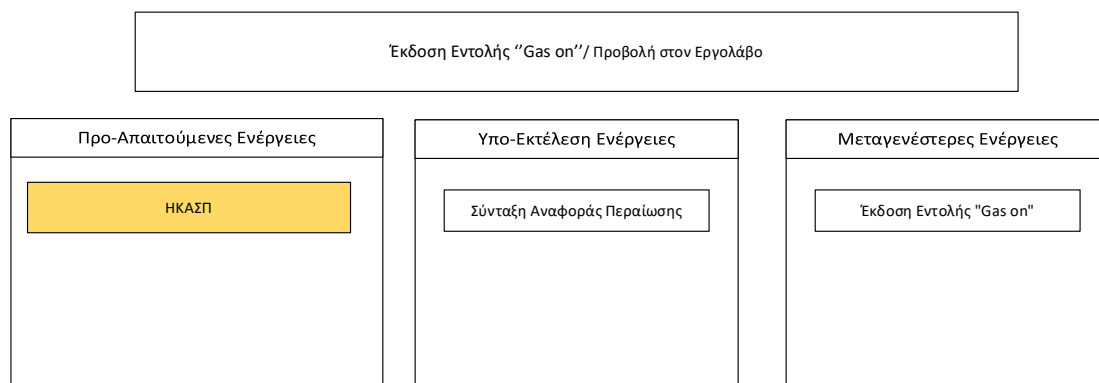 Έκδοση Εντολής ‘’Gas on’’/ Προβολή στον Εργολάβο
Προ-Απαιτούμενες Ενέργειες
Υπο-Εκτέλεση Ενέργειες
Μεταγενέστερες Ενέργειες
ΗΚΑΣΠ
Σύνταξη Αναφοράς Περαίωσης
Έκδοση Εντολής "Gas on"